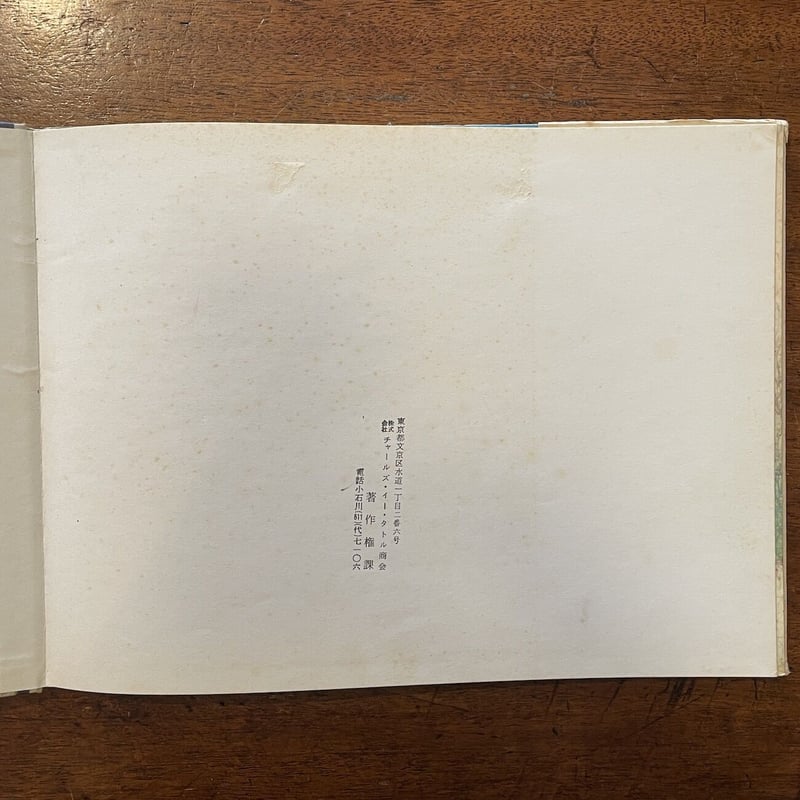 東京都文京区水道一丁目二番六号
株式会社 チャールズ・イー・タトル商会
著作権課
電話小石川(811)(代)七一〇六